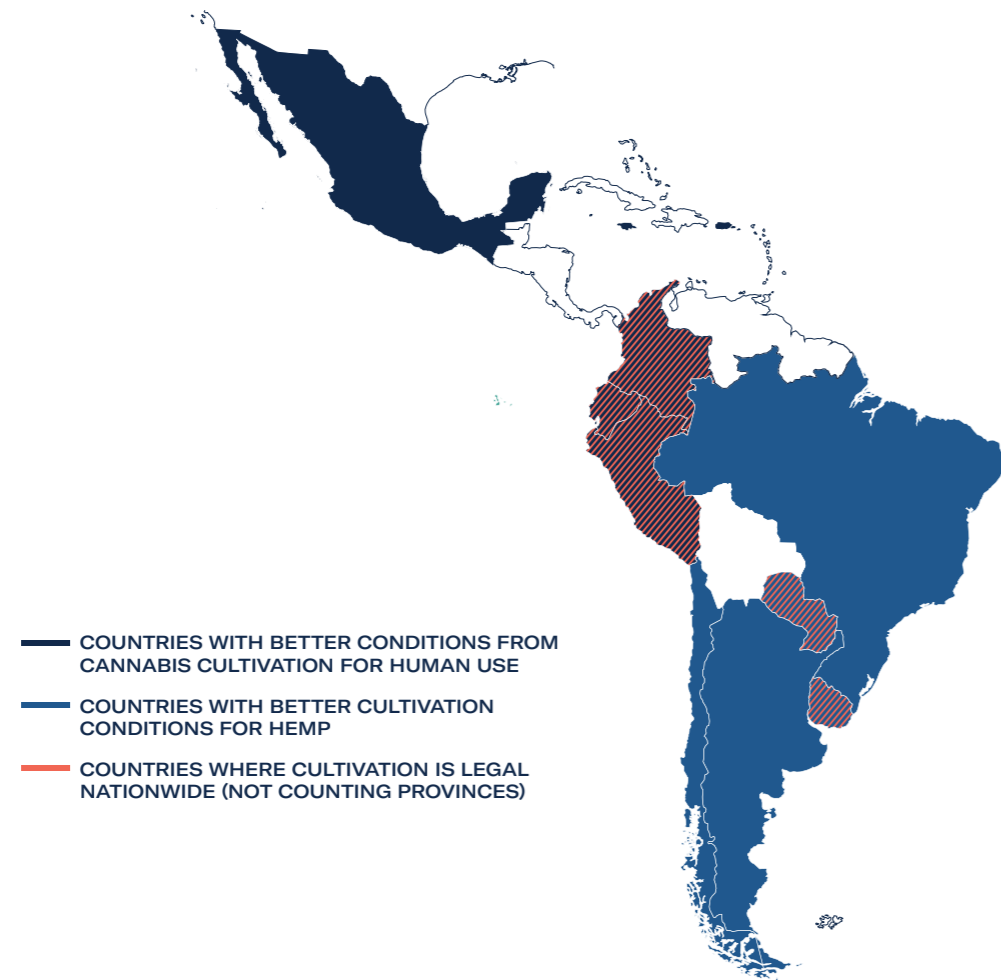 COUNTRIES WITH BETTER CONDITIONS FROM
CANNABIS CULTIVATION FOR HUMAN USE
COUNTRIES WITH BETTER CULTIVATION
CONDITIONS FOR HEMP
COUNTRIES WHERE CULTIVATION IS LEGAL
NATIONWIDE (NOT COUNTING PROVINCES)